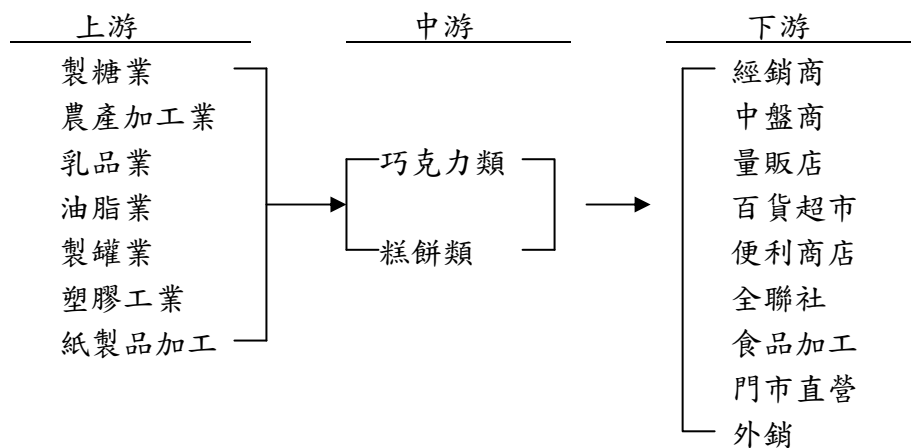 上游
製糖業
農產加工業
乳品業
油脂業
製罐業
塑膠工業
紙製品加工
中游
巧克力類
糕餅類
下游
經銷商
中盤商
量販店
百貨超市
便利商店
全聯社
食品加工
門市直營
外銷